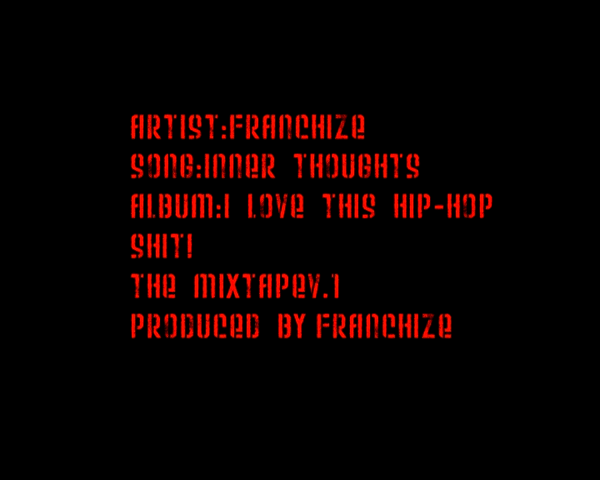 ARTIST:FRANCHIZE
SONG:INNER THOUGHTS
ALBUM:I LOVE THIS HIP-HOP
SHIT!
THE MIXTAPEV.1
PRODUCED BY FRANCHIZE